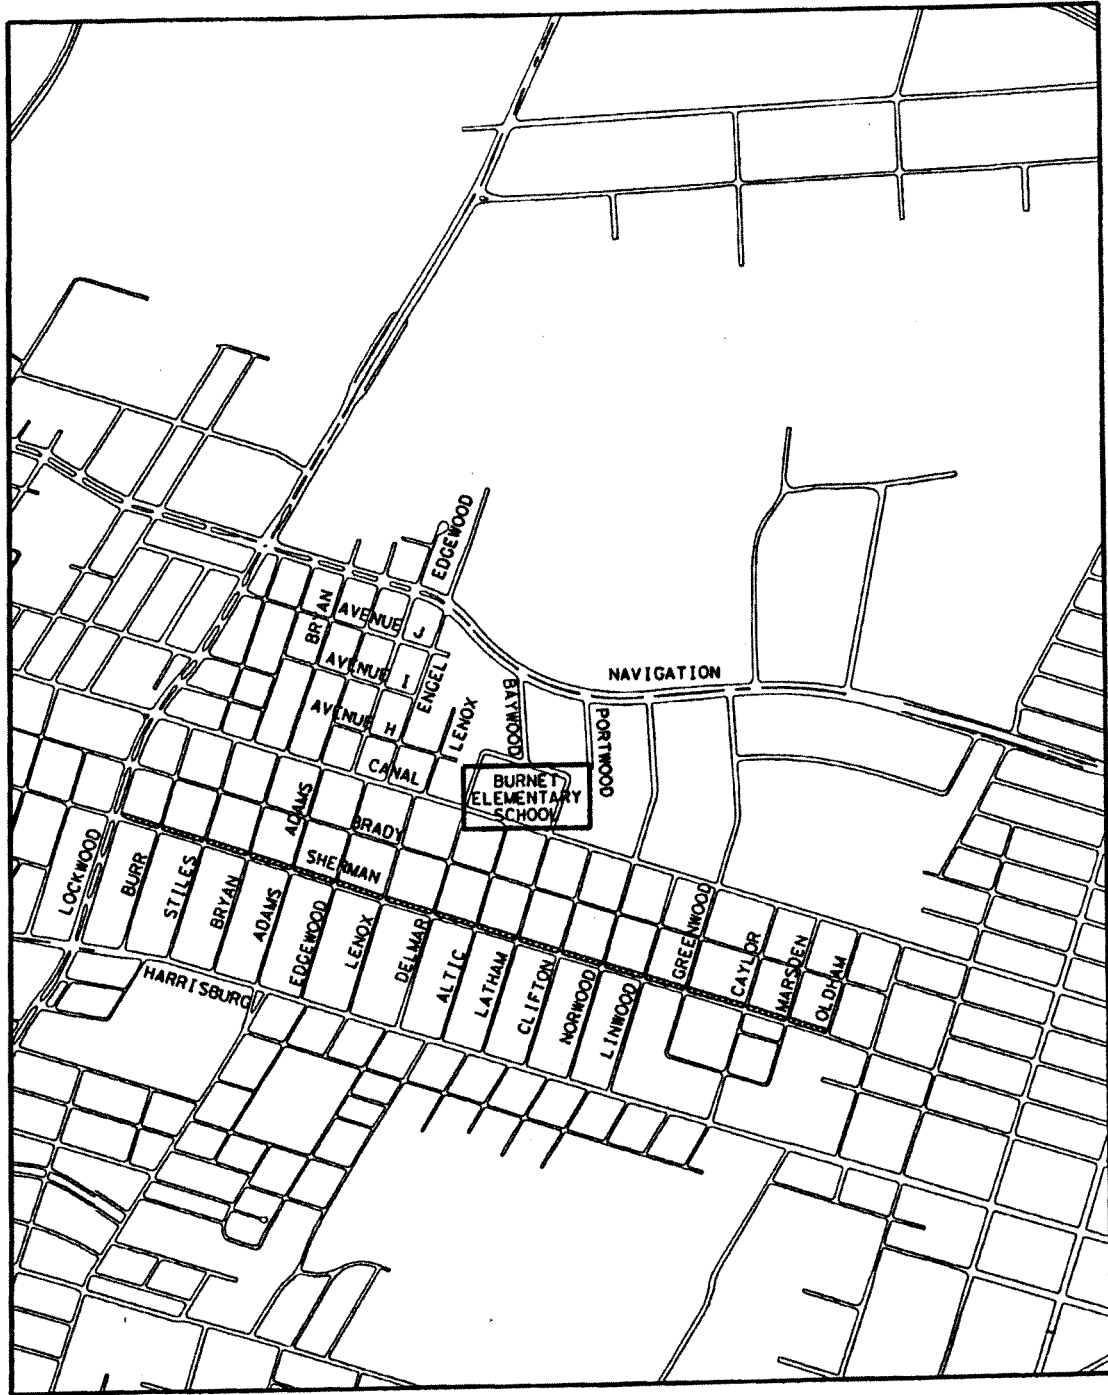 EDGEWOOD
BRYAN
AVENUE J
AVENUE I
ENGEL
NAVIGATION
AVENUE H
LENOX
BAYWOOD
PORTWOOD
CANAL
BURNET
ELEMENTARY
SCHOOL
ADAMS
BRADY
SHERMAN
LOCKWOOD
BURR
STILES
BRYAN
ADAMS
EDGEWOOD
LENOX
DELMAR
ALTIC
LATHAM
CLIFTON
NORWOOD
LINWOOD
GREENWOOD
CAYLOR
MARSDEN
OLDHAM
HARRISBURG